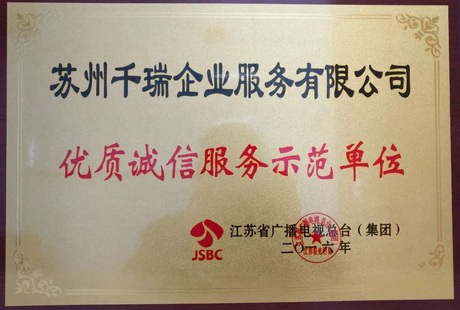 苏州千瑞企业服务有限公司
优质诚信服务示范单位
JSBC
江苏省广播电视总台（集团）
二〇一六年